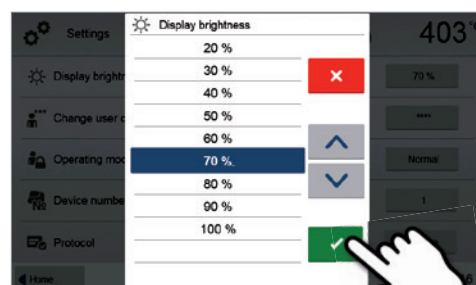 Settings
Display brightness
403°
20 %
30 %
Display brightn
70 %
40 %
50 %
Change user c
****
60 %
70 %
Operating mod
Normal
80 %
90 %
Device numbe
1
100 %
Protocol
Home